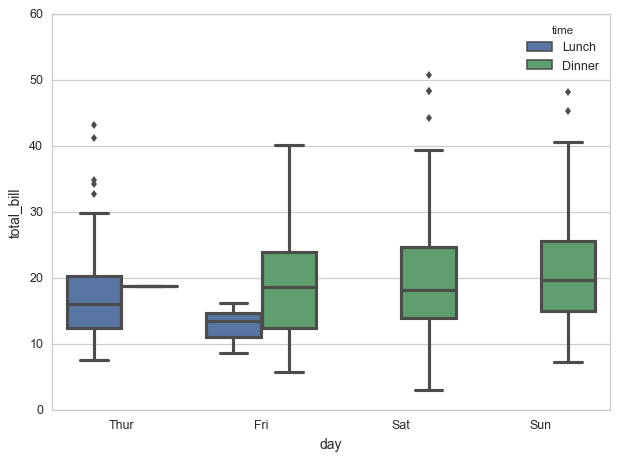 time
Lunch
Dinner
60
50
40
30
20
10
0
total_bill
Thur Fri Sat Sun
day